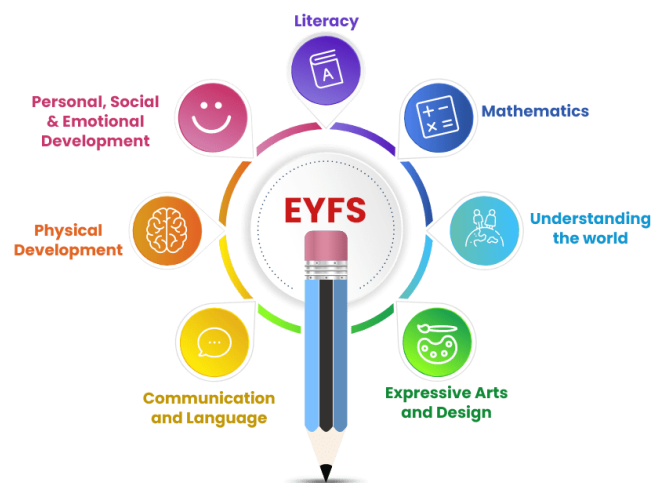 Literacy
Personal, Social
& Emotional
Development
Mathematics
EYFS
Physical
Development
Understanding
the world
Communication
and Language
Expressive Arts
and Design
A